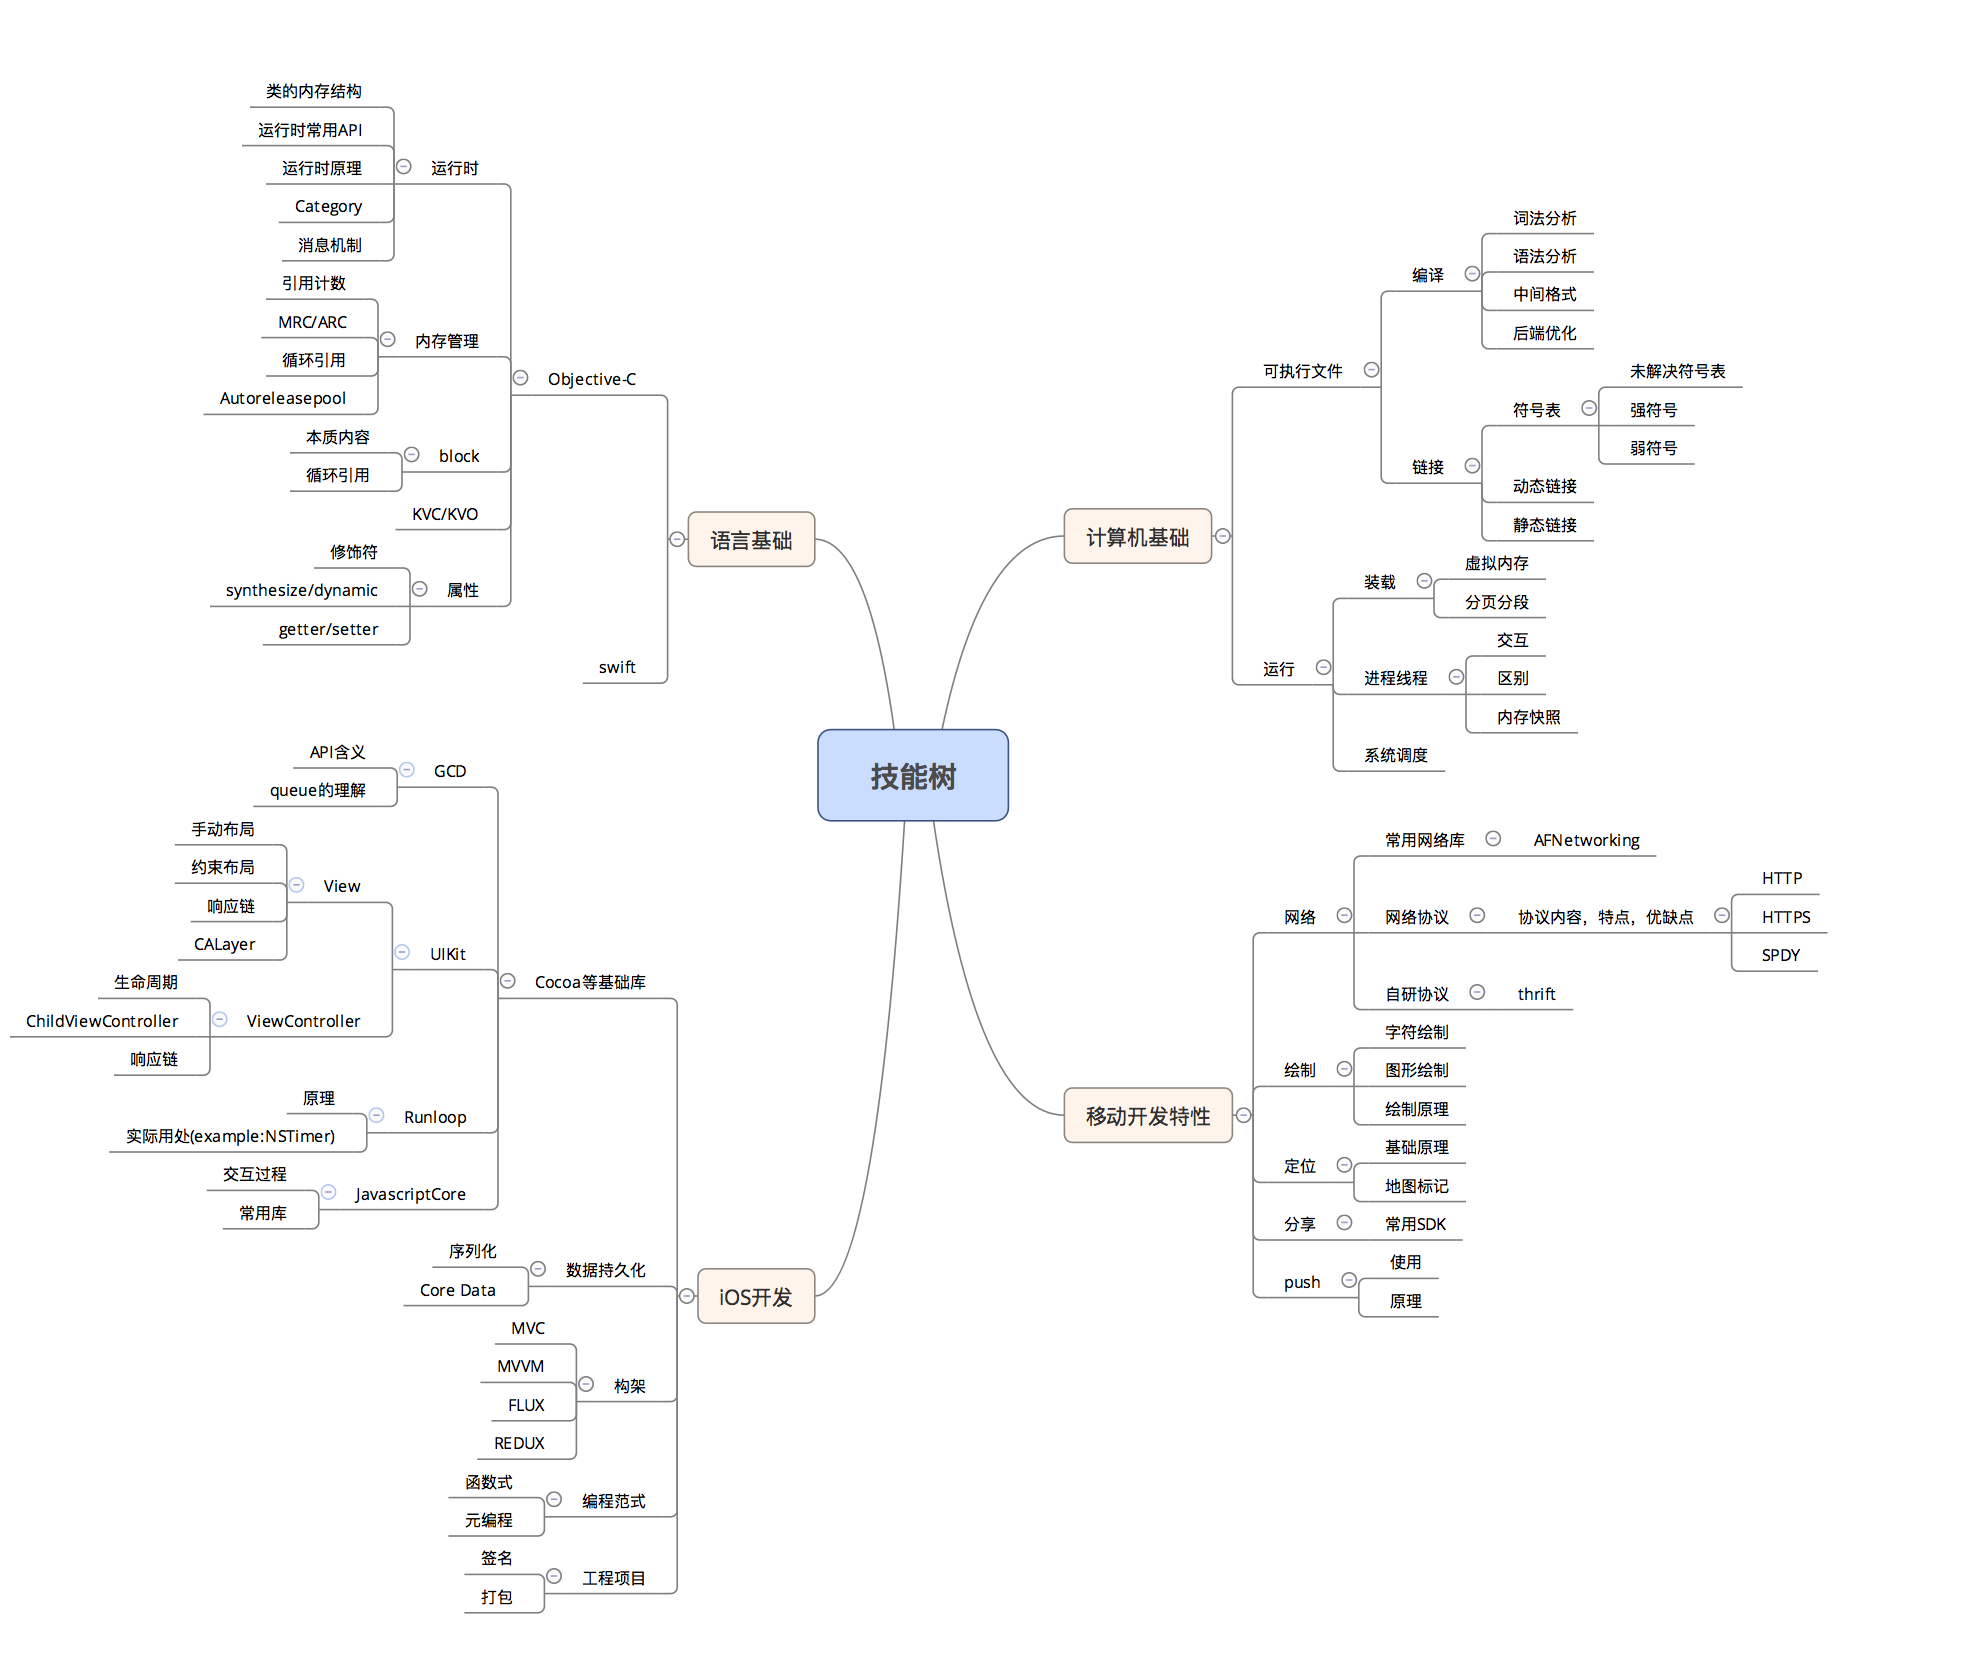 技能树
语言基础
Objective-C
运行时
类的内存结构
运行时常用API
运行时原理
Category
消息机制
内存管理
引用计数
MRC/ARC
循环引用
Autoreleasepool
block
本质内容
循环引用
KVC/KVO
属性
修饰符
synthesize/dynamic
getter/setter
swift
iOS开发
Cocoa等基础库
GCD
API含义
queue的理解
UIKit
View
手动布局
约束布局
响应链
CALayer
ViewController
生命周期
ChildViewController
响应链
Runloop
原理
实际用处(example:NSTimer)
JavascriptCore
交互过程
常用库
数据持久化
序列化
Core Data
构架
MVC
MVVM
FLUX
REDUX
编程范式
函数式
元编程
工程项目
签名
打包
计算机基础
可执行文件
编译
词法分析
语法分析
中间格式
后端优化
链接
符号表
未解决符号表
强符号
弱符号
动态链接
静态链接
运行
装载
虚拟内存
分页分段
进程线程
交互
区别
内存快照
系统调度
移动开发特性
网络
常用网络库
AFNetworking
网络协议
协议内容，特点，优缺点
HTTP
HTTPS
SPDY
自研协议
thrift
绘制
字符绘制
图形绘制
绘制原理
定位
基础原理
地图标记
分享
常用SDK
push
使用
原理